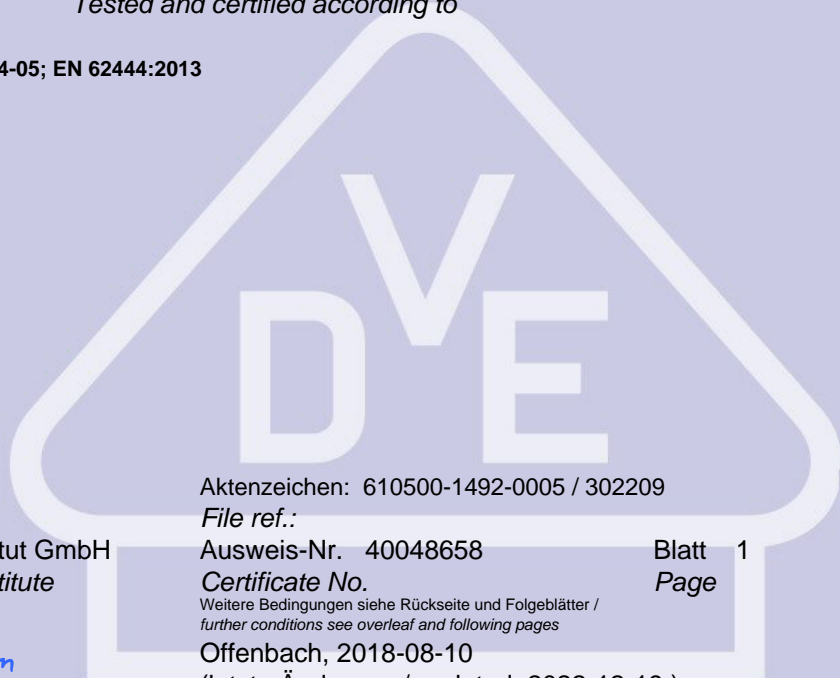 Tested and certified according to
4-05; EN 62444:2013
VDE
Aktenzeichen: 610500-1492-0005 / 302209
File ref.:
tut GmbH Ausweis-Nr. 40048658 Blatt 1
titute Certificate No. Page
Weitere Bedingungen siehe Rückseite und Folgeblätter /
further conditions see overleaf and following pages
Offenbach, 2018-08-10